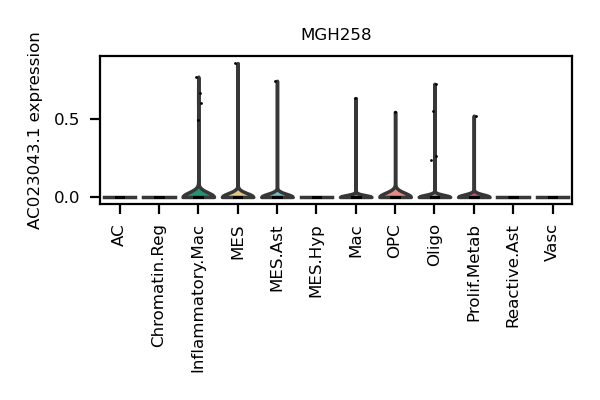 MGH258
AC023043.1 expression
0.5
0.0
AC
Chromatin.Reg
Inflammatory.Mac
MES
MES.Ast
MES.Hyp
Mac
OPC
Oligo
Prolif.Metab
Reactive.Ast
Vasc